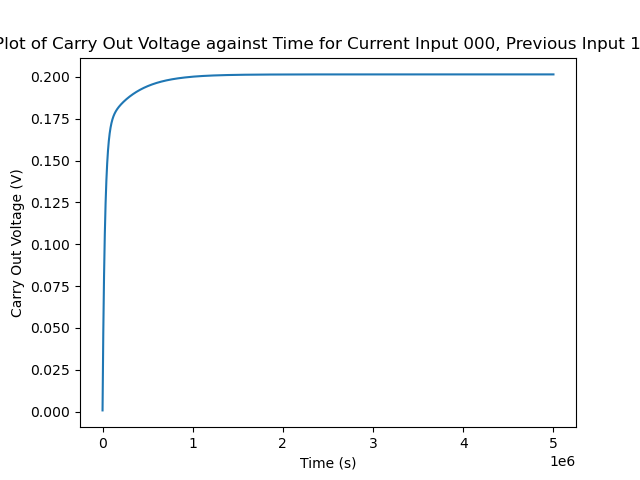 Plot of Carry Out Voltage against Time for Current Input 000, Previous Input 1
0.200
0.175
0.150
0.125
0.100
0.075
0.050
0.025
0.000
Carry Out Voltage (V)
0 1 2 3 4 5
1e6
Time (s)